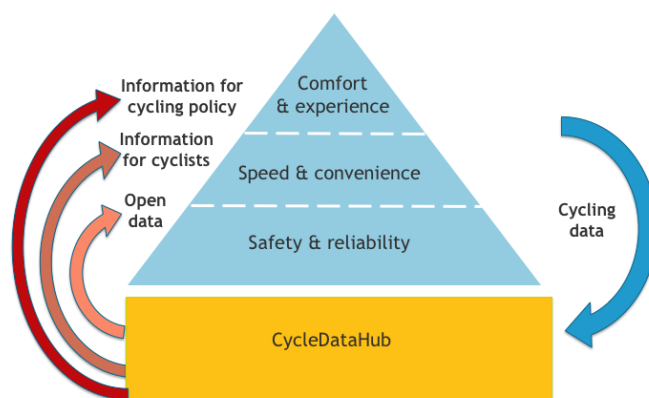 Information for
cycling policy
Comfort
& experience
Information
for cyclists
Speed & convenience
Open
data
Cycling
data
Safety & reliability
CycleDataHub